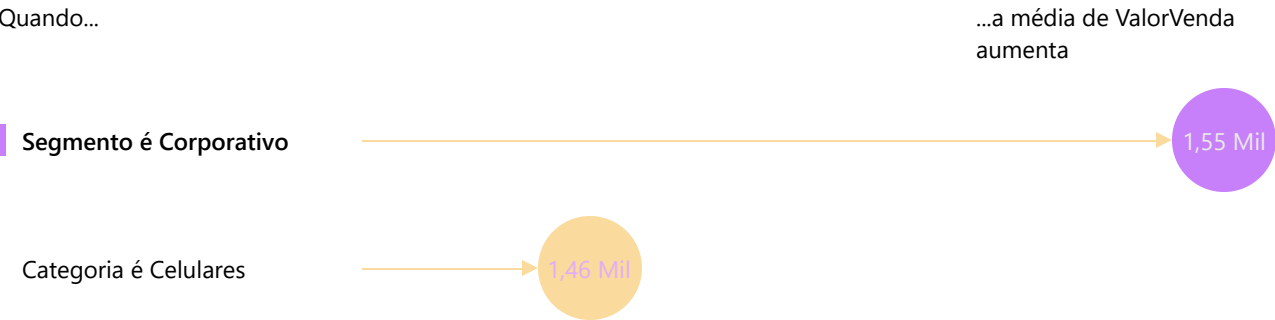 Quando...
...a média de ValorVenda
aumenta
Segmento é Corporativo
1,55 Mil
Categoria é Celulares
1,46 Mil